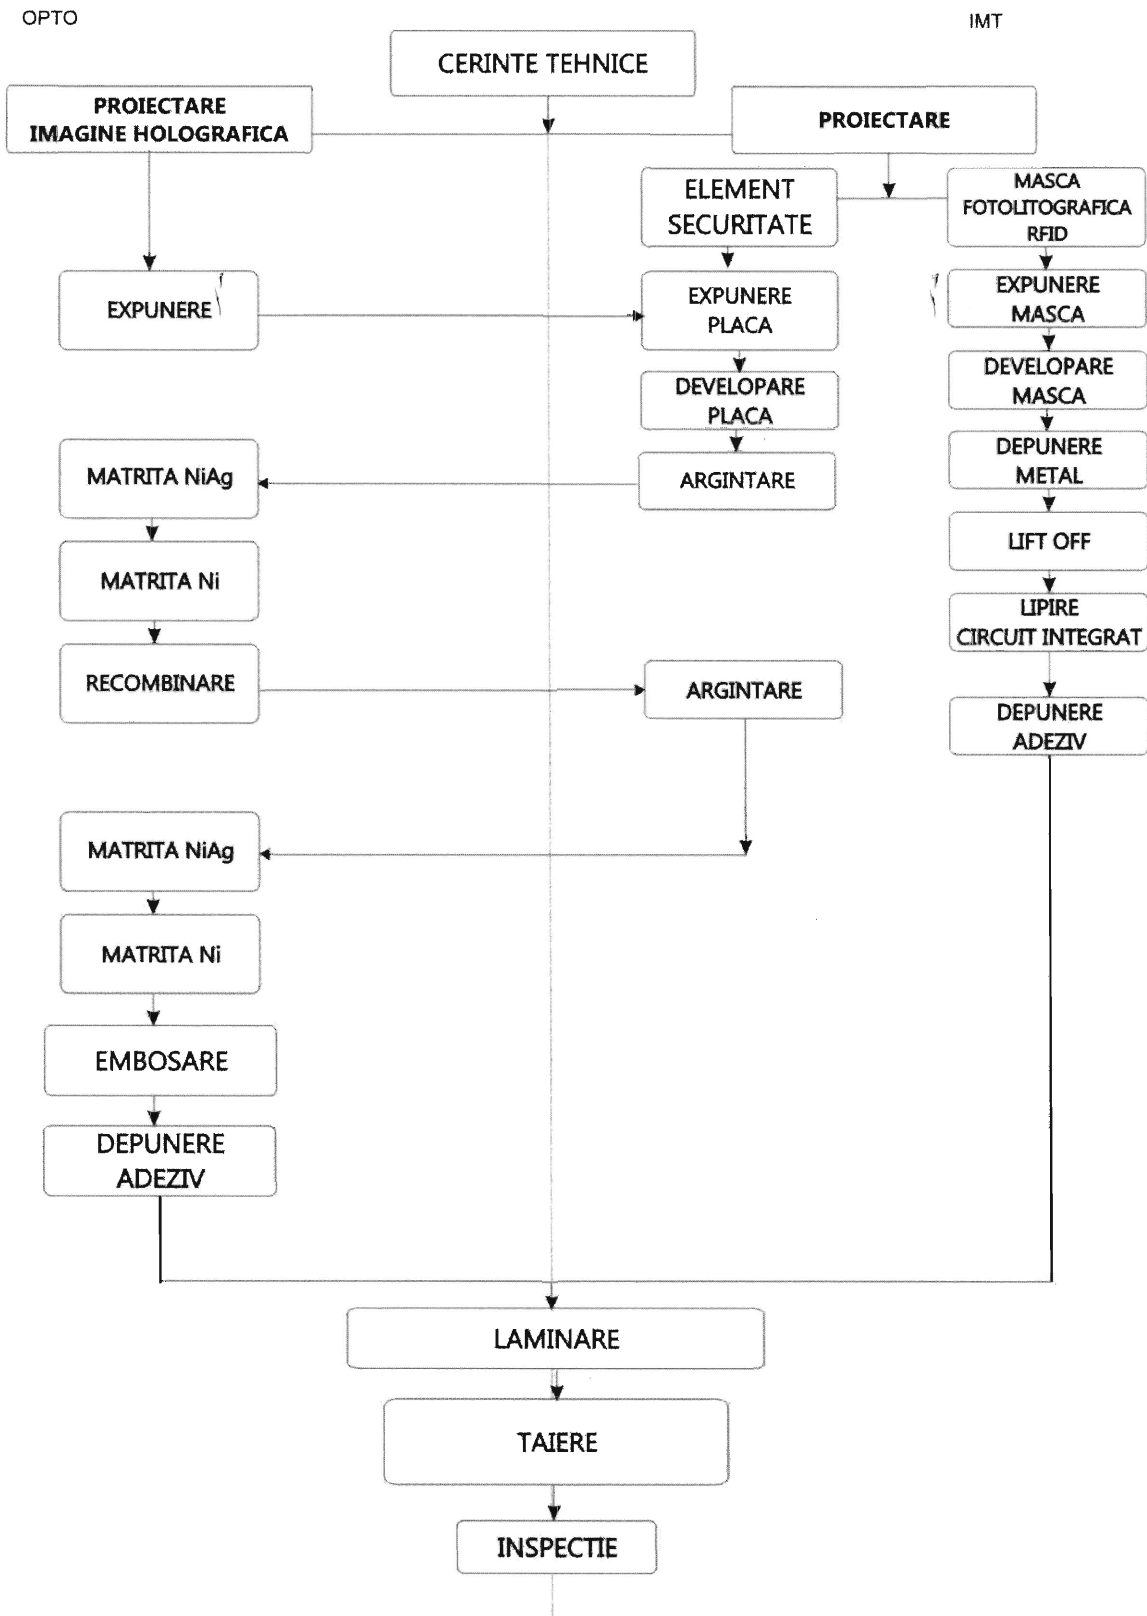 OPTO
IMT
CERINTE TEHNICE
PROIECTARE
IMAGINE HOLOGRAFICA
PROIECTARE
ELEMENT
SECURITATE
MASCA
FOTOLITOGRAFICA
RFID
EXPUNERE
EXPUNERE
PLACA
EXPUNERE
MASCA
DEVELOPARE
PLACA
DEVELOPARE
MASCA
MATRITA NiAg
ARGINTARE
DEPUNERE
METAL
LIFT OFF
MATRITA Ni
LIPIRE
CIRCUIT INTEGRAT
RECOMBINARE
ARGINTARE
DEPUNERE
ADEZIV
MATRITA NiAg
MATRITA Ni
EMBOSARE
DEPUNERE
ADEZIV
LAMINARE
TAIERE
INSPECTIE